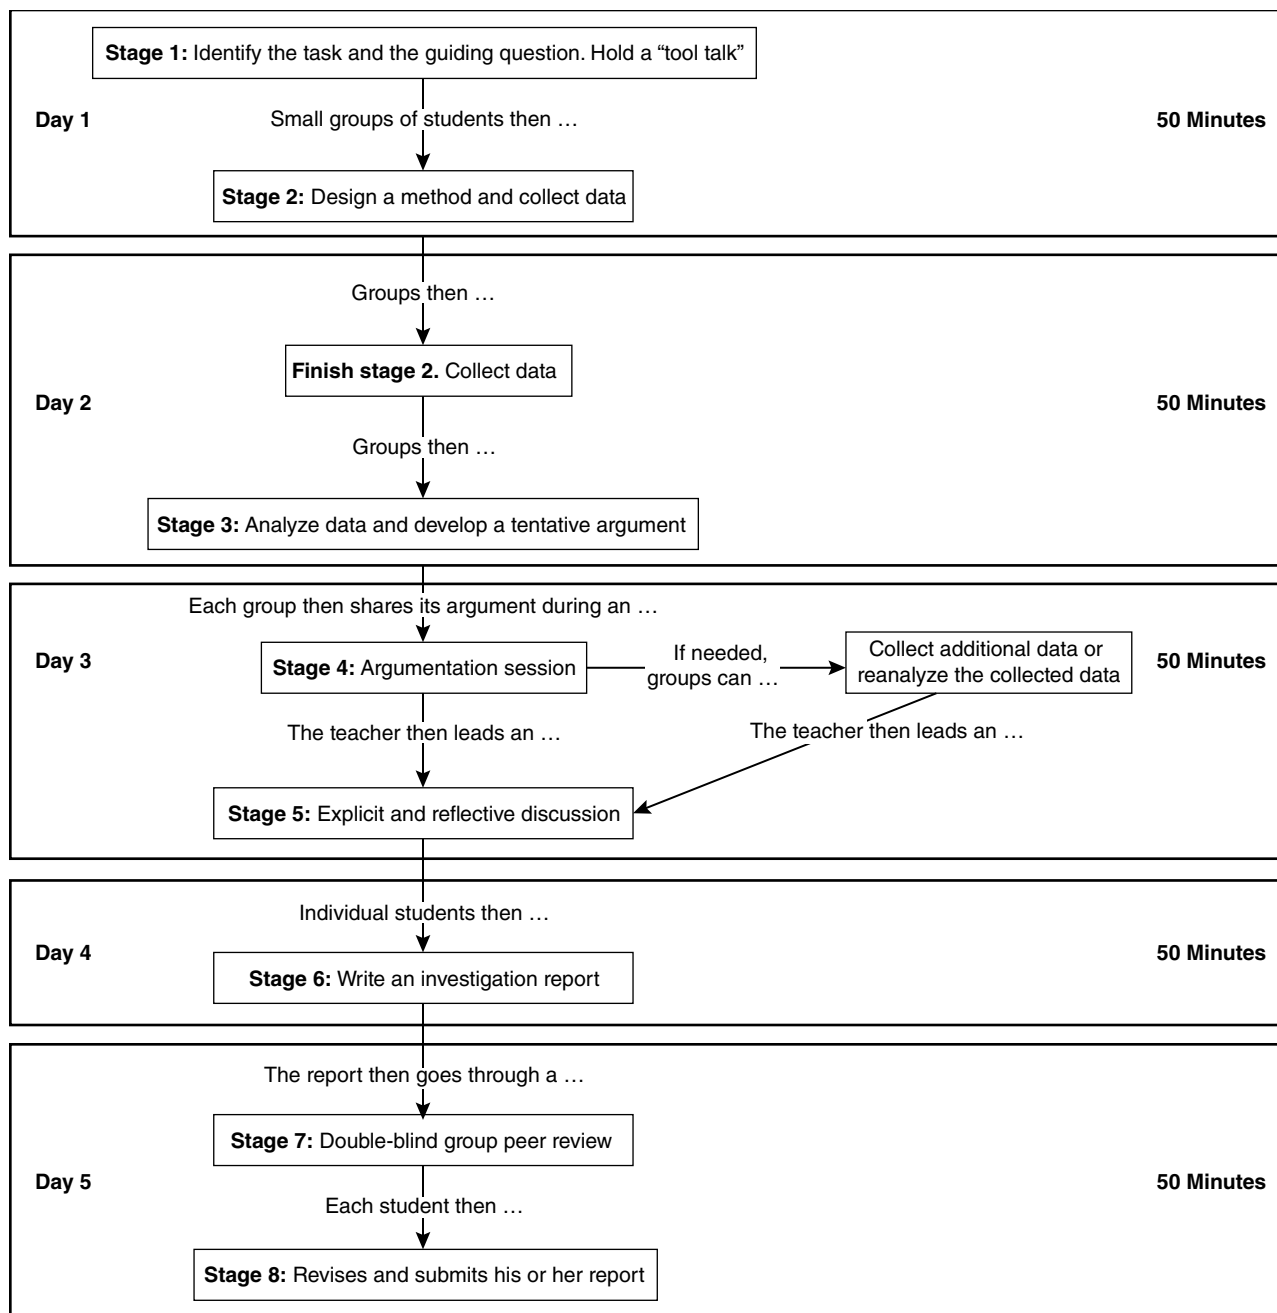 Stage 1: Identify the task and the guiding question. Hold a “tool talk”
Day 1
Small groups of students then …
50 Minutes
Stage 2: Design a method and collect data
Groups then …
Finish stage 2. Collect data
Day 2
50 Minutes
Groups then …
Stage 3: Analyze data and develop a tentative argument
Each group then shares its argument during an …
Day 3
Stage 4: Argumentation session
If needed,
groups can …
Collect additional data or
reanalyze the collected data
50 Minutes
The teacher then leads an …
The teacher then leads an …
Stage 5: Explicit and reflective discussion
Individual students then …
Day 4
Stage 6: Write an investigation report
50 Minutes
The report then goes through a …
Stage 7: Double-blind group peer review
Day 5
50 Minutes
Each student then …
Stage 8: Revises and submits his or her report